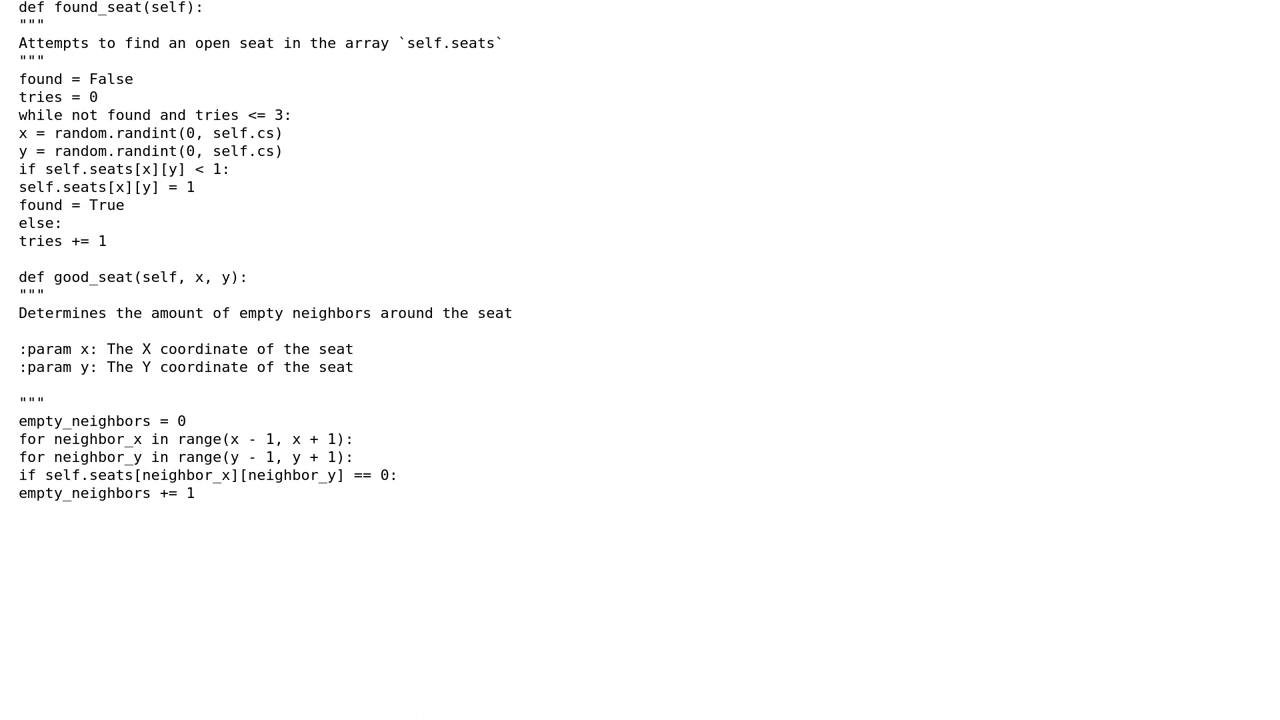 def found_seat(self):
"""
Attempts to find an open seat in the array `self.seats`
"""
found = False
tries = 0
while not found and tries <= 3:
x = random.randint(0, self.cs)
y = random.randint(0, self.cs)
if self.seats[x][y] < 1:
self.seats[x][y] = 1
found = True
else:
tries += 1

def good_seat(self, x, y):
"""
Determines the amount of empty neighbors around the seat

:param x: The X coordinate of the seat
:param y: The Y coordinate of the seat

"""
empty_neighbors = 0
for neighbor_x in range(x - 1, x + 1):
for neighbor_y in range(y - 1, y + 1):
if self.seats[neighbor_x][neighbor_y] == 0:
empty_neighbors += 1